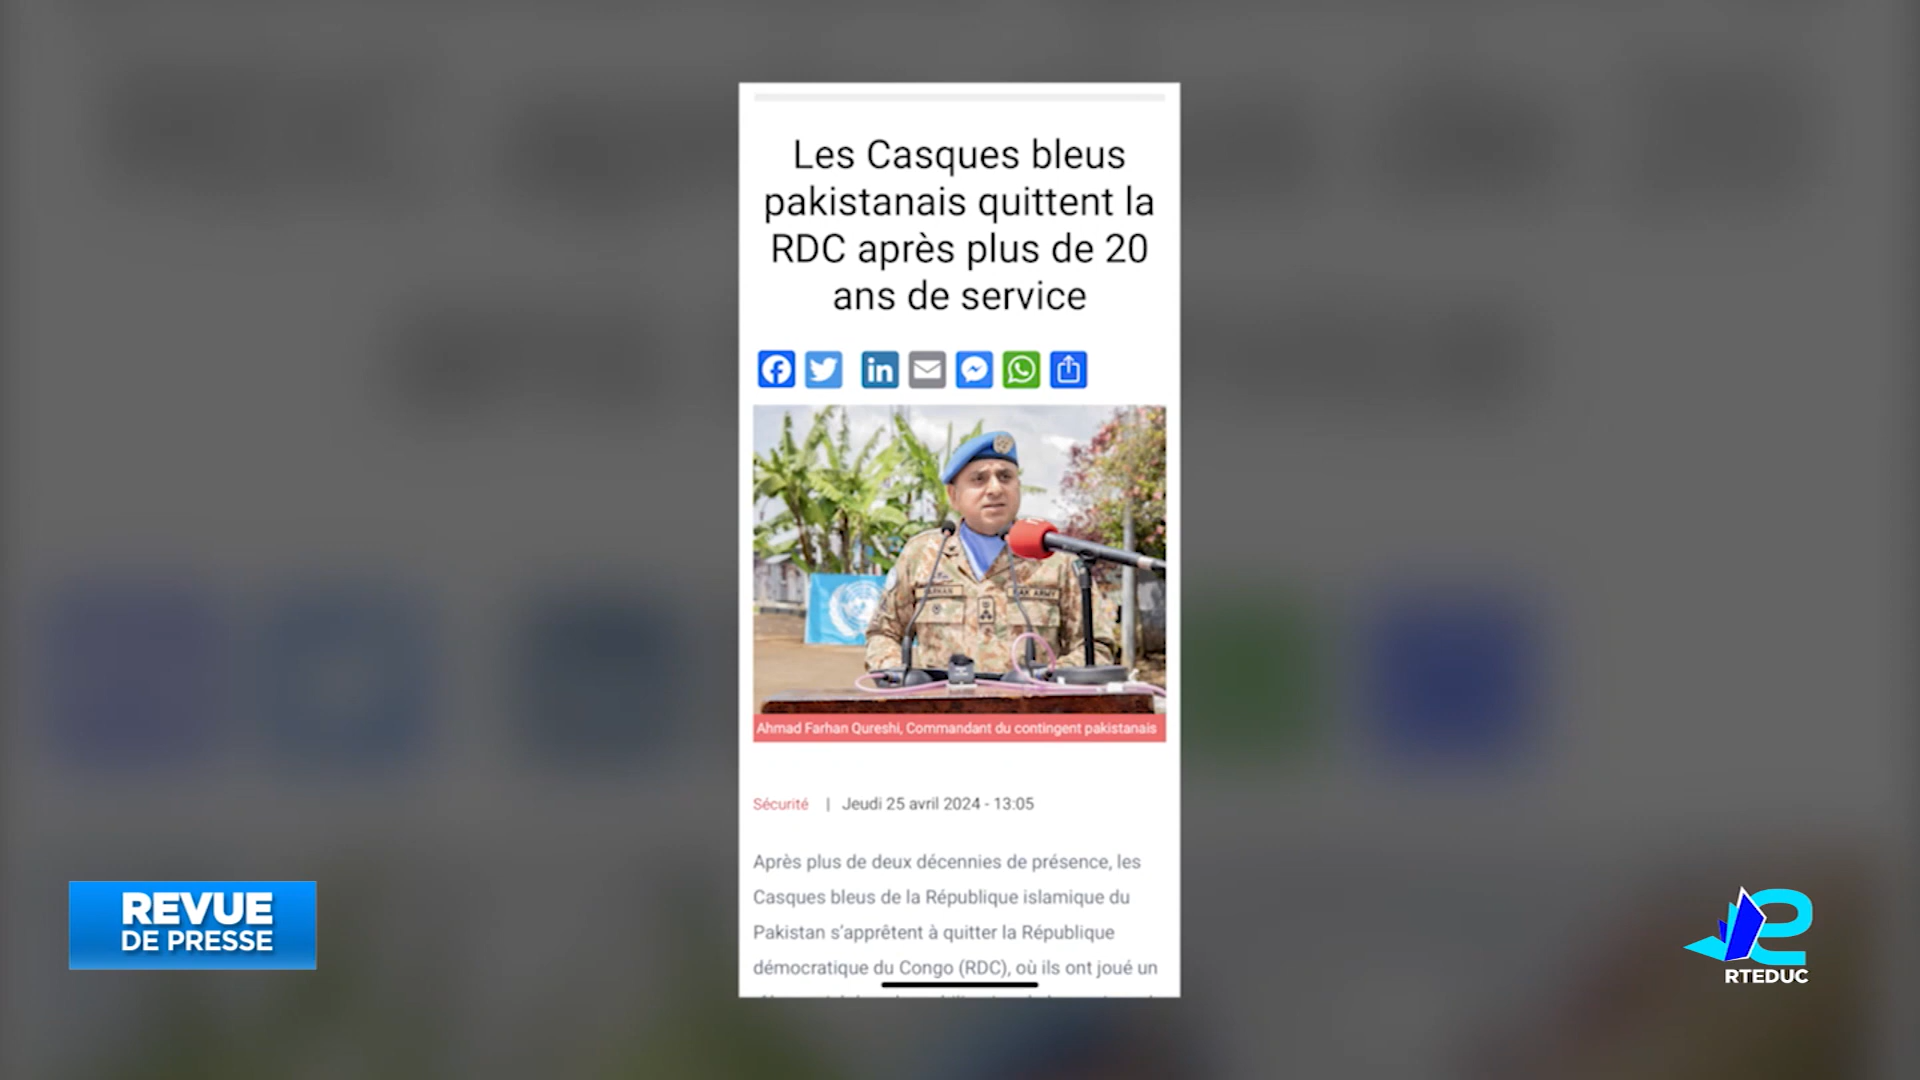 Les Casques bleus
pakistanais quittent la
RDC après plus de 20
ans de service
FARHAN
PAK ARMY
Ahmad Farhan Qureshi, Commandant du contingent pakistanais
Sécurité | Jeudi 25 avril 2024 - 13:05
Après plus de deux décennies de présence, les
Casques bleus de la République islamique du
Pakistan s'apprêtent à quitter la République
démocratique du Congo (RDC), où ils ont joué un
REVUE
DE PRESSE
RTEDUC